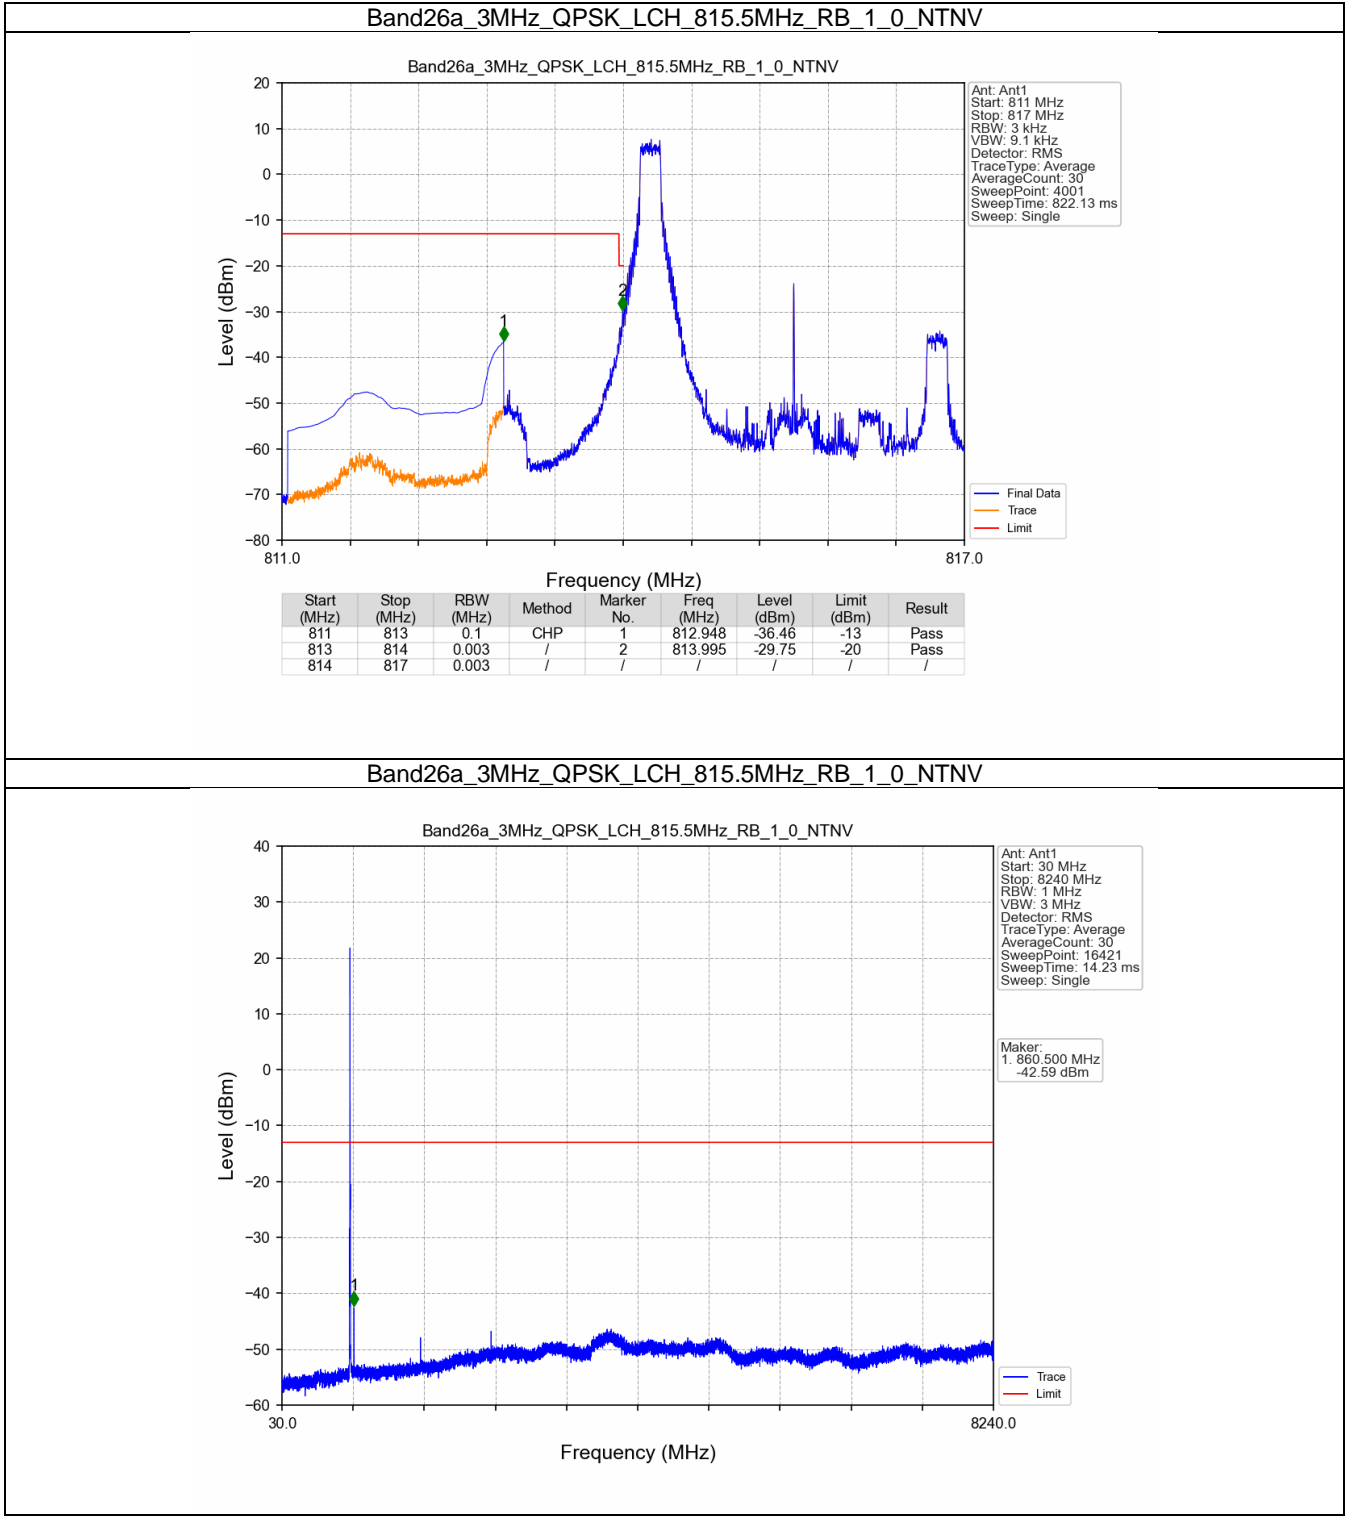 Band26a_3MHz_QPSK_LCH_815.5MHz_RB_1_0_NTNV
Band26a_3MHz_QPSK_LCH_815.5MHz_RB_1_0_NTNV
20
10
0
−10
−20
−30
−40
−50
−60
−70
−80
Level (dBm)
1
2
811.0
817.0
Frequency (MHz)
Ant: Ant1
Start: 811 MHz
Stop: 817 MHz
RBW: 3 kHz
VBW: 9.1 kHz
Detector: RMS
TraceType: Average
AverageCount: 30
SweepPoint: 4001
SweepTime: 822.13 ms
Sweep: Single
Final Data
Trace
Limit
Start (MHz) Stop (MHz) RBW (MHz) Method Marker No. Freq (MHz) Level (dBm) Limit (dBm) Result
811 813 0.1 CHP 1 812.948 -36.46 -13 Pass
813 814 0.003 / 2 813.995 -29.75 -20 Pass
814 817 0.003 / / / / / /
Band26a_3MHz_QPSK_LCH_815.5MHz_RB_1_0_NTNV
Band26a_3MHz_QPSK_LCH_815.5MHz_RB_1_0_NTNV
40
30
20
10
0
−10
−20
−30
−40
−50
−60
Level (dBm)
1
30.0
8240.0
Frequency (MHz)
Ant: Ant1
Start: 30 MHz
Stop: 8240 MHz
RBW: 1 MHz
VBW: 3 MHz
Detector: RMS
TraceType: Average
AverageCount: 30
SweepPoint: 16421
SweepTime: 14.23 ms
Sweep: Single
Maker:
1. 860.500 MHz
-42.59 dBm
Trace
Limit